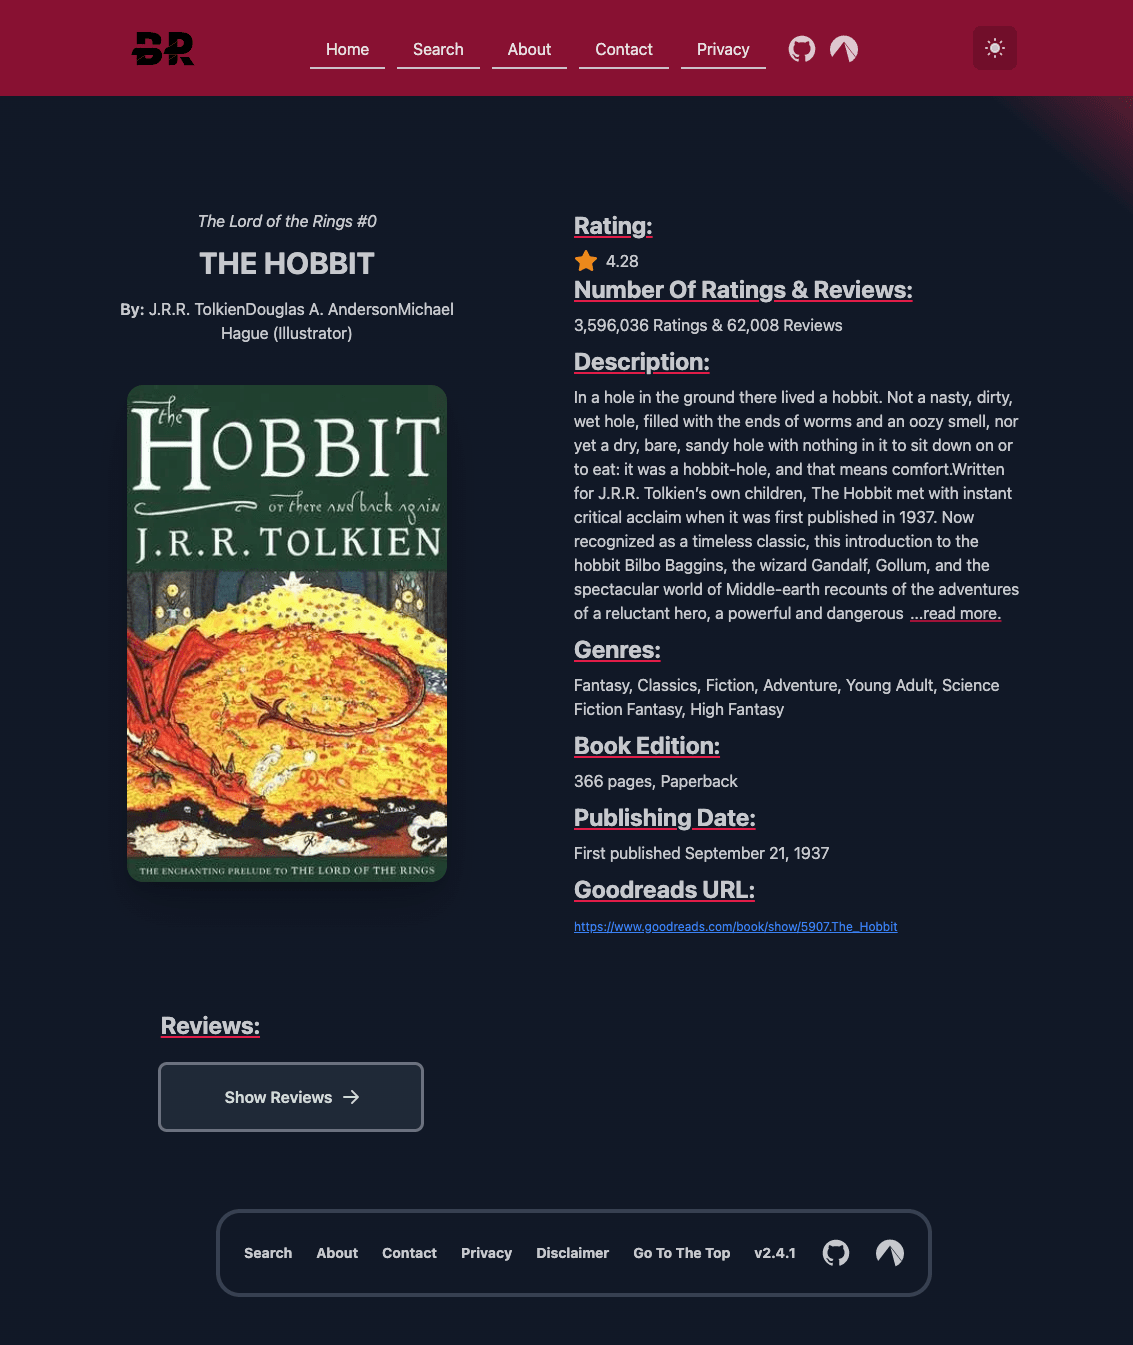 BR
Home
Search
About
Contact
Privacy
The Lord of the Rings #0
THE HOBBIT
By: J.R.R. TolkienDouglas A. AndersonMichael
Hague (Illustrator)
the
HOBBIT
or there and back again
J.R.R. TOLKIEN
THE ENCHANTING PRELUDE TO THE LORD OF THE RINGS
Rating:
4.28
Number Of Ratings & Reviews:
3,596,036 Ratings & 62,008 Reviews
Description:
In a hole in the ground there lived a hobbit. Not a nasty, dirty,
wet hole, filled with the ends of worms and an oozy smell, nor
yet a dry, bare, sandy hole with nothing in it to sit down on or
to eat: it was a hobbit-hole, and that means comfort.Written
for J.R.R. Tolkien’s own children, The Hobbit met with instant
critical acclaim when it was first published in 1937. Now
recognized as a timeless classic, this introduction to the
hobbit Bilbo Baggins, the wizard Gandalf, Gollum, and the
spectacular world of Middle-earth recounts of the adventures
of a reluctant hero, a powerful and dangerous ...read more.
Genres:
Fantasy, Classics, Fiction, Adventure, Young Adult, Science
Fiction Fantasy, High Fantasy
Book Edition:
366 pages, Paperback
Publishing Date:
First published September 21, 1937
Goodreads URL:
https://www.goodreads.com/book/show/5907.The_Hobbit
Reviews:
Show Reviews
Search
About
Contact
Privacy
Disclaimer
Go To The Top
v2.4.1